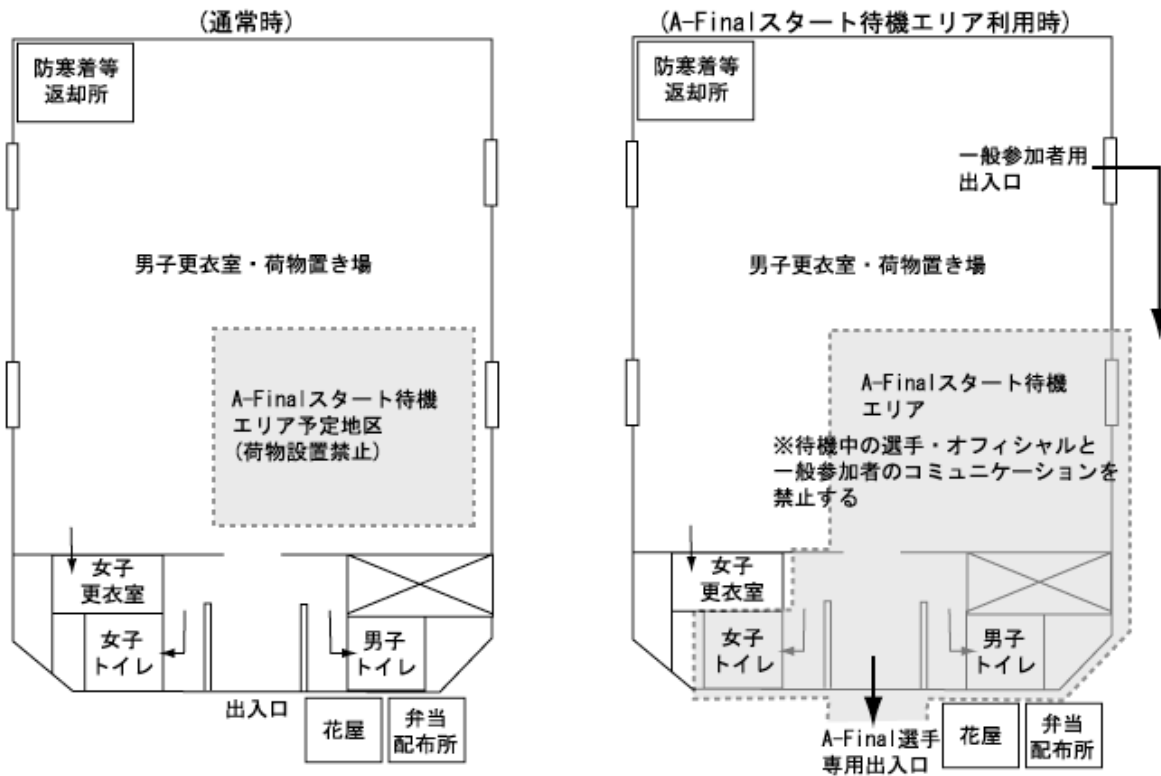 (通常時)
防寒着等
返却所
男子更衣室・荷物置き場
A-Finalスタート待機
エリア予定地区
(荷物設置禁止)
女子
更衣室
女子
トイレ
男子
トイレ
出入口
花屋
弁当
配布所
(A-Finalスタート待機エリア利用時)
防寒着等
返却所
一般参加者用
出入口
男子更衣室・荷物置き場
A-Finalスタート待機
エリア
※待機中の選手・オフィシャルと
一般参加者のコミュニケーションを
禁止する
女子
更衣室
女子
トイレ
男子
トイレ
A-Final選手
専用出入口
花屋
弁当
配布所